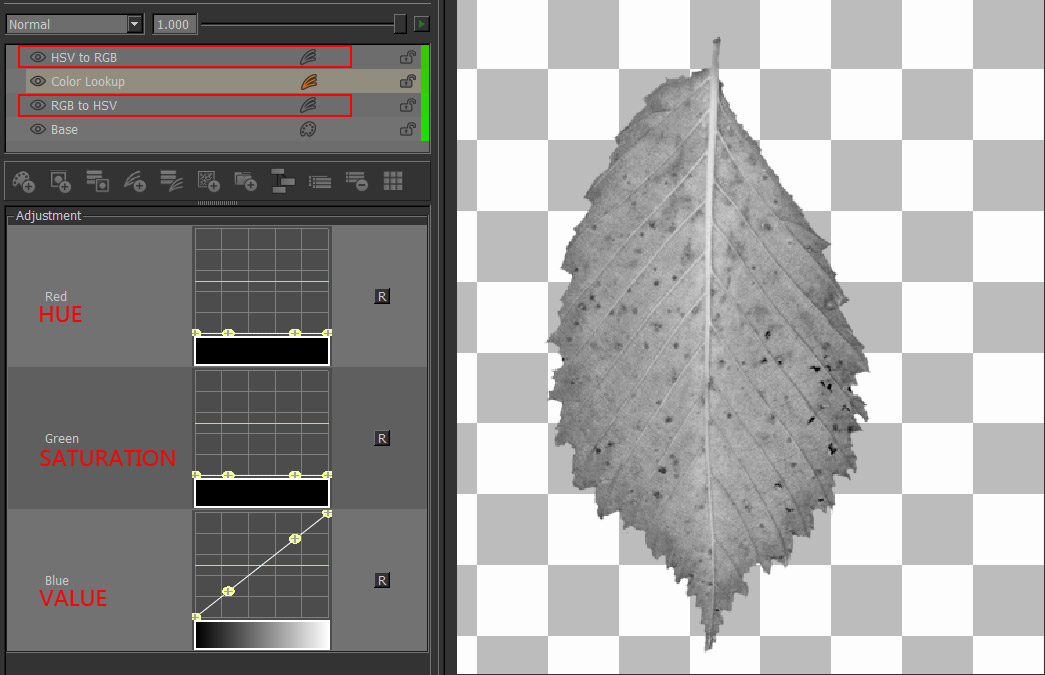 Normal
1.000
HSV to RGB
Color Lookup
RGB to HSV
Base
Adjustment
Red
HUE
R
Green
SATURATION
R
Blue
VALUE
R